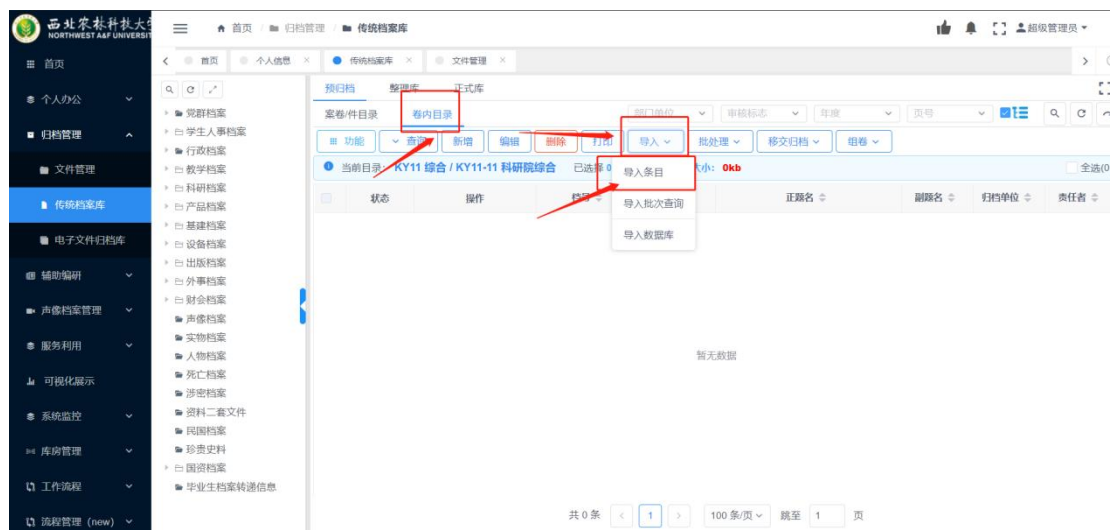 西北农林科技大学
NORTHWEST A&F UNIVERSIT
首页 / 归档管理 / 传统档案库
超级管理员
首页
个人信息 ×
传统档案库 ×
文件管理 ×
首页
个人办公
归档管理
文件管理
传统档案库
电子文件归档库
辅助编研
声像档案管理
服务利用
可视化展示
系统监控
库房管理
工作流程
流程管理 (new)
党群档案
学生人事档案
行政档案
教学档案
科研档案
产品档案
基建档案
设备档案
出版档案
外事档案
财会档案
声像档案
实物档案
人物档案
死亡档案
涉密档案
资料二套文件
民国档案
珍贵史料
国资档案
毕业生档案转递信息
预归档 整理库 正式库
案卷/件目录 卷内目录 部门单位 审核标志 年度 页号
功能 查询 新增 编辑 删除 打印 导入 批处理 移交归档 组卷
当前目录: KY11 综合 / KY11-11 科研院综合 已选择 0 大小: 0kb 全选(0
状态 操作 档号 正题名 副题名 归档单位 责任者
导入条目
导入批次查询
导入数据库
暂无数据
共 0 条 < 1 > 100 条/页 跳至 1 页